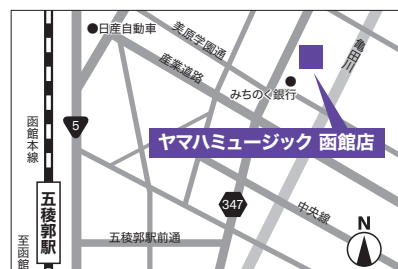 ●日産自動車
美原学園通
亀田川
産業道路
みちのく銀行
5
函館本線
ヤマハミュージック 函館店
五稜郭駅
347
中央線
五稜郭駅前通
至函館
N